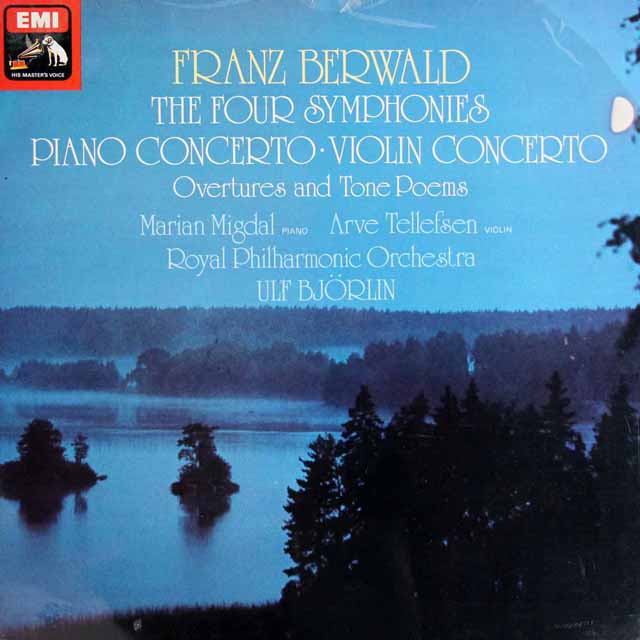 EMI
HIS MASTER'S VOICE
FRANZ BERWALD
THE FOUR SYMPHONIES
PIANO CONCERTO · VIOLIN CONCERTO
Overtures and Tone Poems
Marian Migdal PIANO Arve Tellefsen VIOLIN
Royal Philharmonic Orchestra
ULF BJÖRLIN